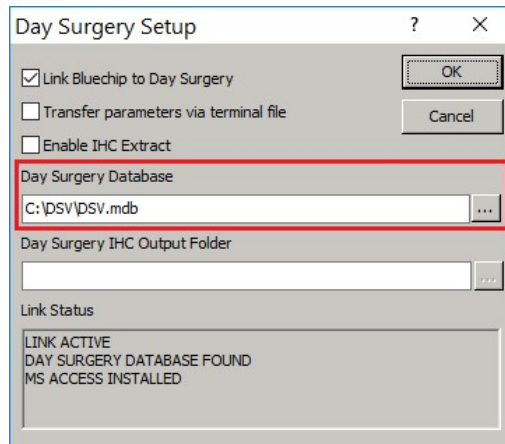 Day Surgery Setup
Link Bluechip to Day Surgery
OK
Transfer parameters via terminal file
Cancel
Enable IHC Extract
Day Surgery Database
C:\DSV\DSV.mdb
...
Day Surgery IHC Output Folder
...
Link Status
LINK ACTIVE
DAY SURGERY DATABASE FOUND
MS ACCESS INSTALLED